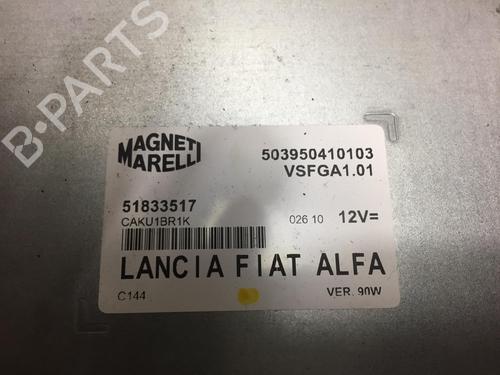 B-PARTS
MAGNETI
MARELLI
503950410103
VSFGA1.01
51833517
CAKU1BR1K
026 10 12V=
LANCIA FIAT ALFA
C144
VER. 90W